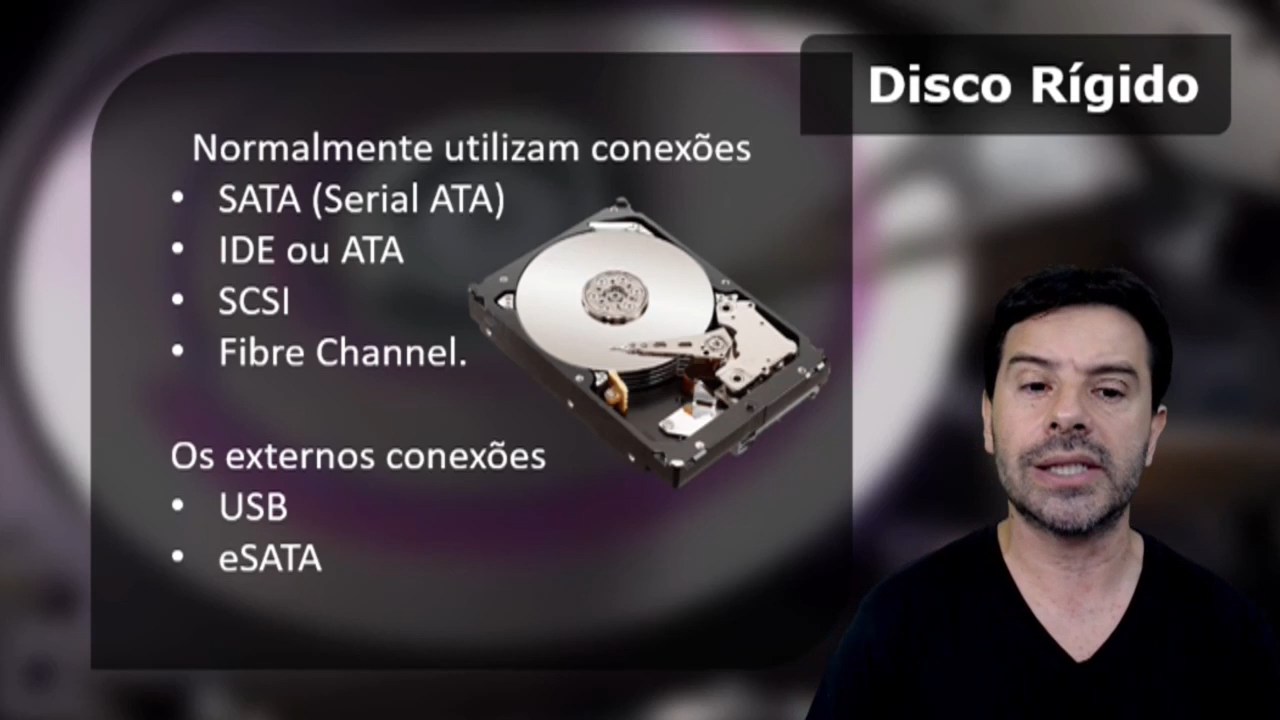 Disco Rígido
Normalmente utilizam conexões
• SATA (Serial ATA)
• IDE ou ATA
• SCSI
• Fibre Channel.
Os externos conexões
• USB
• eSATA